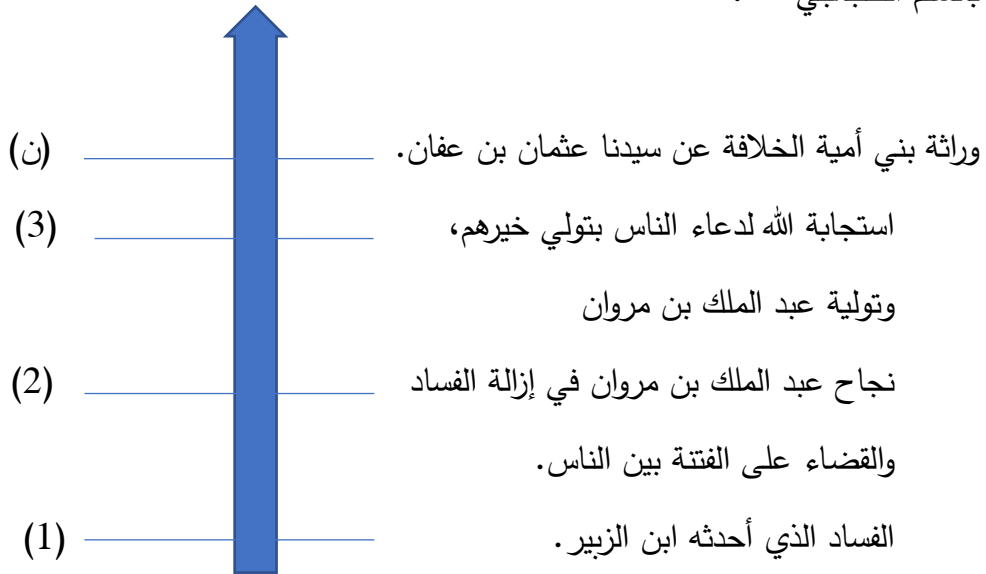 وراثة بني أمية الخلافة عن سيدنا عثمان بن عفان. (ن)
استجابة الله لدعاء الناس بتولي خيرهم، (3)
وتولية عبد الملك بن مروان
نجاح عبد الملك بن مروان في إزالة الفساد (2)
والقضاء على الفتنة بين الناس.
الفساد الذي أحدثه ابن الزبير. (1)